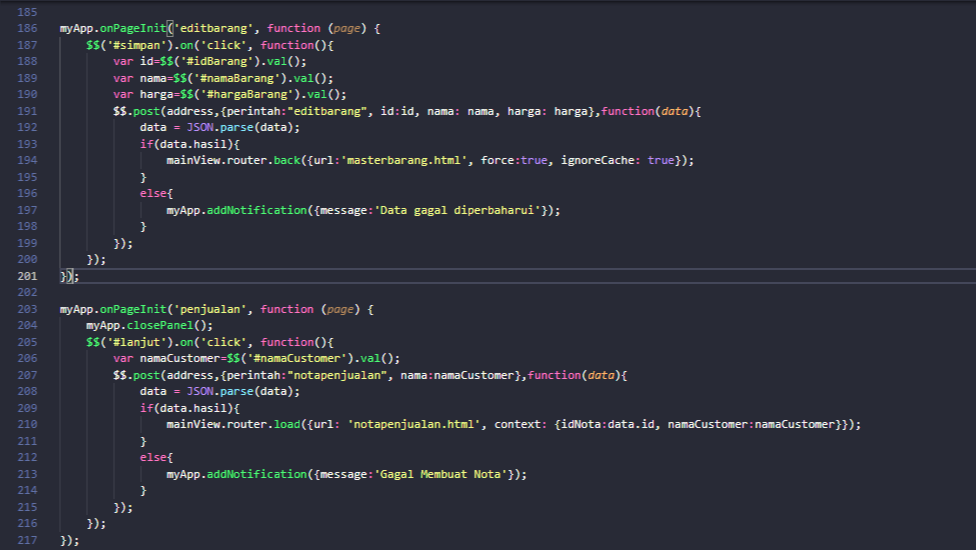 185
186 myApp.onPageInit('editbarang', function (page) {
187     $$('#simpan').on('click', function(){
188         var id=$$('#idBarang').val();
189         var nama=$$('#namaBarang').val();
190         var harga=$$('#hargaBarang').val();
191         $$.post(address,{perintah:"editbarang", id:id, nama: nama, harga: harga},function(data){
192             data = JSON.parse(data);
193             if(data.hasil){
194                 mainView.router.back({url:'masterbarang.html', force:true, ignoreCache: true});
195             }
196             else{
197                 myApp.addNotification({message:'Data gagal diperbaharui'});
198             }
199         });
200     });
201 });
202
203 myApp.onPageInit('penjualan', function (page) {
204     myApp.closePanel();
205     $$('#lanjut').on('click', function(){
206         var namaCustomer=$$('#namaCustomer').val();
207         $$.post(address,{perintah:"notapenjualan", nama:namaCustomer},function(data){
208             data = JSON.parse(data);
209             if(data.hasil){
210                 mainView.router.load({url: 'notapenjualan.html', context: {idNota:data.id, namaCustomer:namaCustomer}});
211             }
212             else{
213                 myApp.addNotification({message:'Gagal Membuat Nota'});
214             }
215         });
216     });
217 });